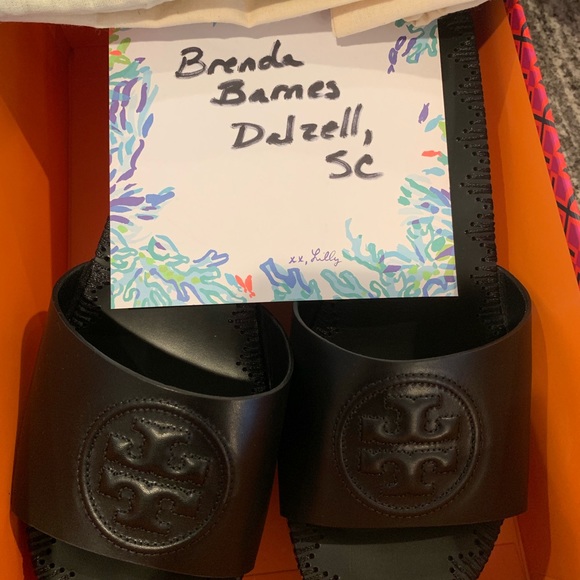 Brenda
Barnes
Dalzell,
SC
xx, Lilly